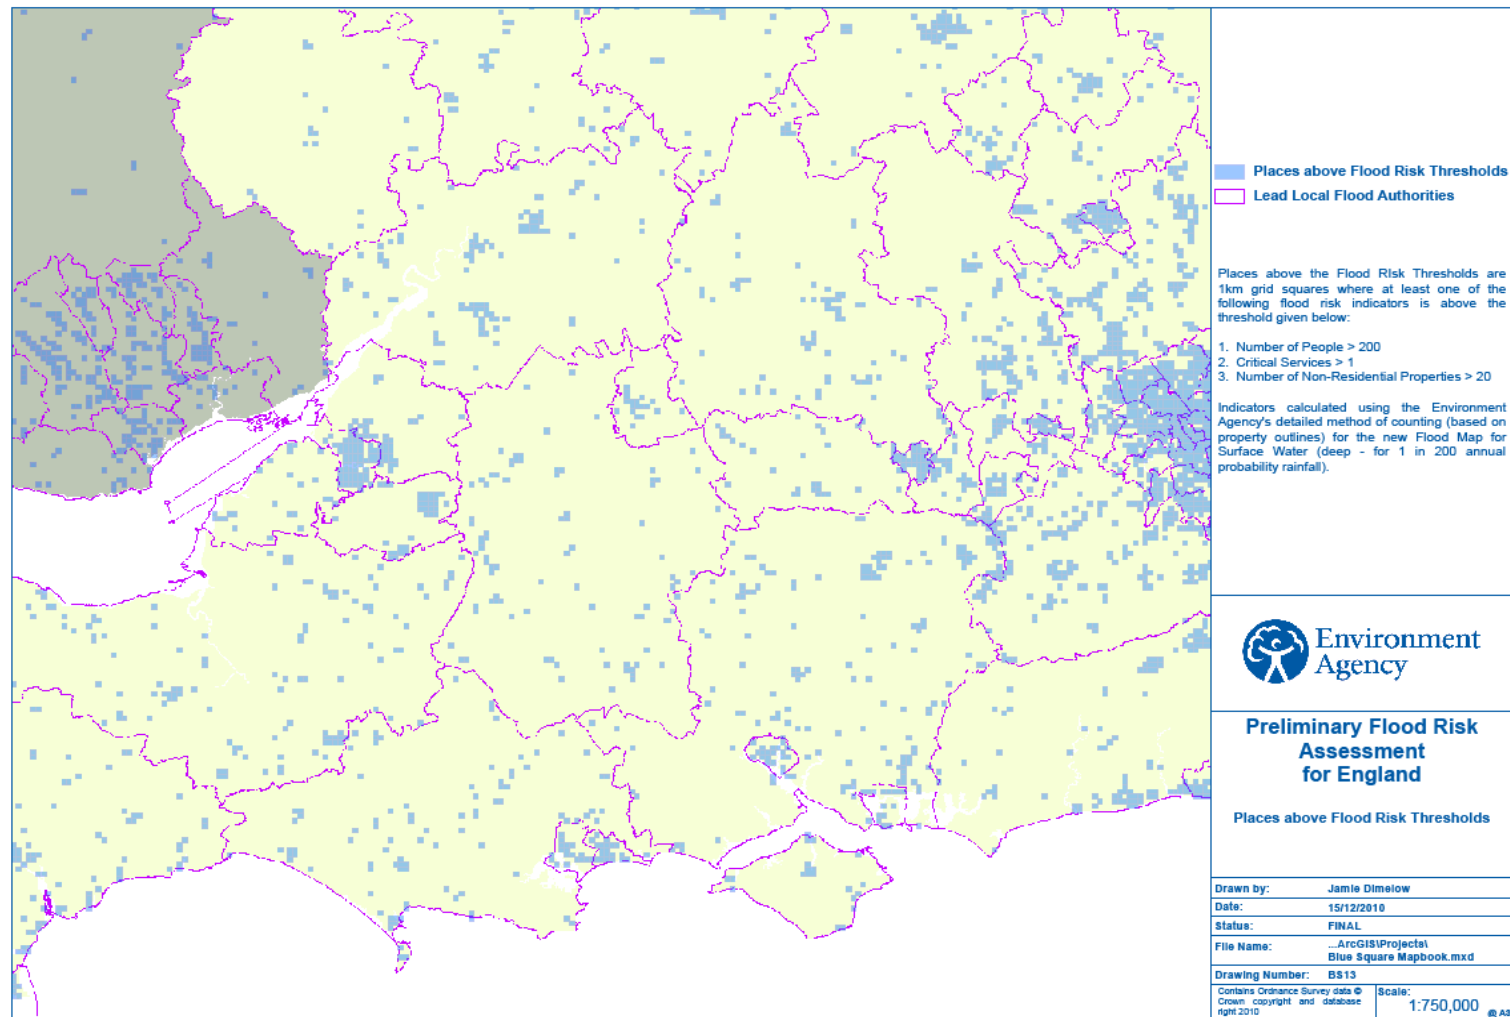 Places above Flood Risk Thresholds
Lead Local Flood Authorities
Places above the Flood RIsk Thresholds are
1km grid squares where at least one of the
following flood risk indicators is above the
threshold given below:
1. Number of People > 200
2. Critical Services > 1
3. Number of Non-Residential Properties > 20
Indicators calculated using the Environment
Agency's detailed method of counting (based on
property outlines) for the new Flood Map for
Surface Water (deep - for 1 in 200 annual
probability rainfall).
Environment
Agency
Preliminary Flood Risk
Assessment
for England
Places above Flood Risk Thresholds
Drawn by: Jamie Dimelow
Date: 15/12/2010
Status: FINAL
File Name: ...ArcGIS\Projects\
Blue Square Mapbook.mxd
Drawing Number: BS13
Contains Ordnance Survey data ©
Crown copyright and database
right 2010
Scale:
1:750,000 @ A3